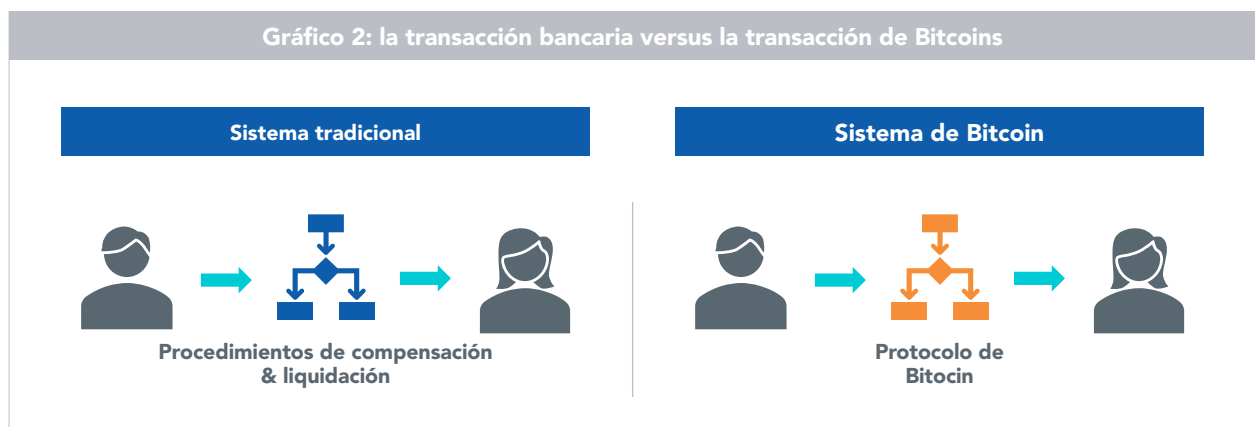 Gráfico 2: la transacción bancaria versus la transacción de Bitcoins
Sistema tradicional
Procedimientos de compensación
& liquidación
Sistema de Bitcoin
Protocolo de
Bitocin